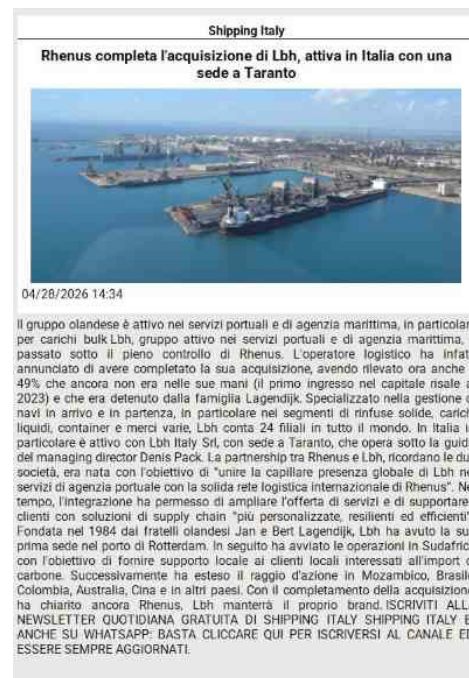 Shipping Italy
Rhenus completa l'acquisizione di Lbh, attiva in Italia con una
sede a Taranto
04/28/2026 14:34
Il gruppo olandese è attivo nei servizi portuali e di agenzia marittima, in particolar
per carichi bulk Lbh, gruppo attivo nei servizi portuali e di agenzia marittima,
passato sotto il pieno controllo di Rhenus. L'operatore logistico ha infat
annunciato di avere completato la sua acquisizione, avendo rilevato ora anche
49% che ancora non era nelle sue mani (il primo ingresso nel capitale risale a
2023) e che era detenuto dalla famiglia Lagendijk. Specializzato nella gestione d
navi in arrivo e in partenza, in particolare nei segmenti di rinfuse solide, carich
liquidi, container e merci varie, Lbh conta 24 filiali in tutto il mondo. In Italia i
particolare è attivo con Lbh Italy Srl, con sede a Taranto, che opera sotto la guid
del managing director Denis Pack. La partnership tra Rhenus e Lbh, ricordano le du
società, era nata con l'obiettivo di "unire la capillare presenza globale di Lbh ne
servizi di agenzia portuale con la solida rete logistica internazionale di Rhenus". Ne
tempo, l'integrazione ha permesso di ampliare l'offerta di servizi e di supportare
clienti con soluzioni di supply chain "più personalizzate, resilienti ed efficienti"
Fondata nel 1984 dai fratelli olandesi Jan e Bert Lagendijk, Lbh ha avuto la su
prima sede nel porto di Rotterdam. In seguito ha avviato le operazioni in Sudafric
con l'obiettivo di fornire supporto locale ai clienti locali interessati all'import d
carbone. Successivamente ha esteso il raggio d'azione in Mozambico, Brasil
Colombia, Australia, Cina e in altri paesi. Con il completamento della acquisizion
ha chiarito ancora Rhenus, Lbh manterrà il proprio brand. ISCRIVITI ALL
NEWSLETTER QUOTIDIANA GRATUITA DI SHIPPING ITALY SHIPPING ITALY E
ANCHE SU WHATSAPP: BASTA CLICCARE QUI PER ISCRIVERSI AL CANALE ED
ESSERE SEMPRE AGGIORNATI.